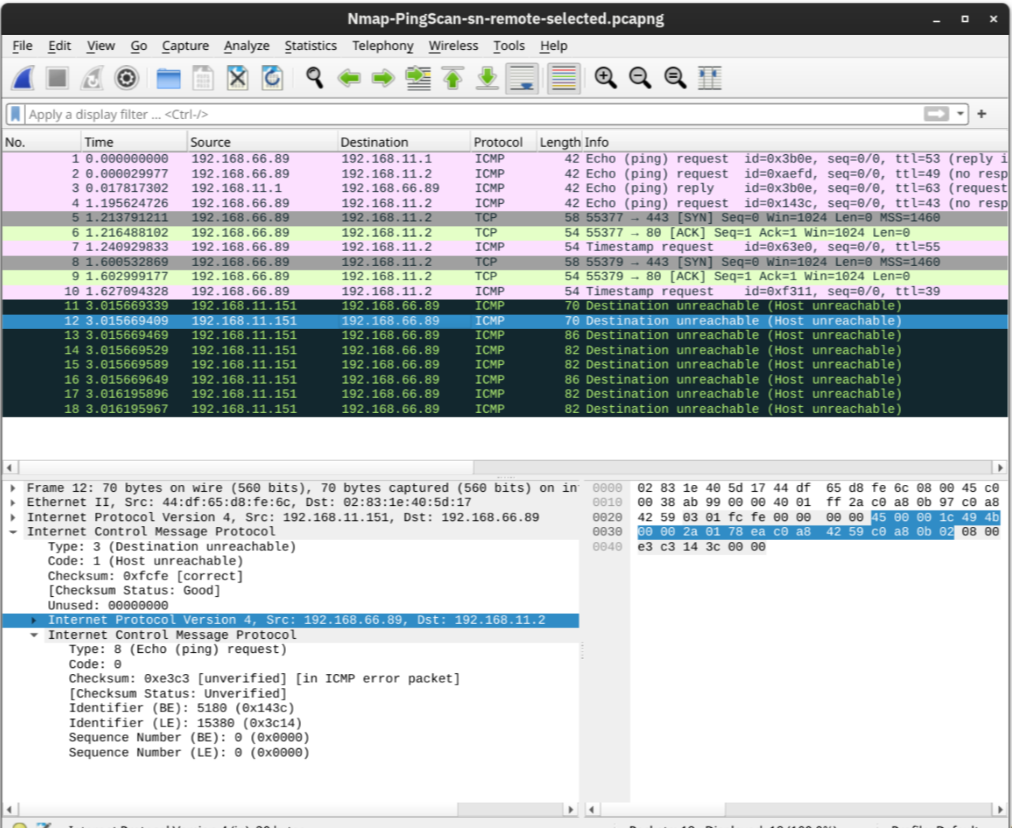 Nmap-PingScan-sn-remote-selected.pcapng
File Edit View Go Capture Analyze Statistics Telephony Wireless Tools Help
Apply a display filter ... <Ctrl-/>
No. Time Source Destination Protocol Length Info
1 0.000000000 192.168.66.89 192.168.11.1 ICMP 42 Echo (ping) request id=0x3b0e, seq=0/0, ttl=53 (reply i
2 0.000029977 192.168.66.89 192.168.11.2 ICMP 42 Echo (ping) request id=0xaefd, seq=0/0, ttl=49 (no resp
3 0.017817302 192.168.11.1 192.168.66.89 ICMP 42 Echo (ping) reply id=0x3b0e, seq=0/0, ttl=63 (request
4 1.195624726 192.168.66.89 192.168.11.2 ICMP 42 Echo (ping) request id=0x143c, seq=0/0, ttl=43 (no resp
5 1.213791211 192.168.66.89 192.168.11.2 TCP 58 55377 → 443 [SYN] Seq=0 Win=1024 Len=0 MSS=1460
6 1.216488102 192.168.66.89 192.168.11.2 TCP 54 55377 → 80 [ACK] Seq=1 Ack=1 Win=1024 Len=0
7 1.240929833 192.168.66.89 192.168.11.2 ICMP 54 Timestamp request id=0x63e0, seq=0/0, ttl=55
8 1.600532869 192.168.66.89 192.168.11.2 TCP 58 55379 → 443 [SYN] Seq=0 Win=1024 Len=0 MSS=1460
9 1.602999177 192.168.66.89 192.168.11.2 TCP 54 55379 → 80 [ACK] Seq=1 Ack=1 Win=1024 Len=0
10 1.627094328 192.168.66.89 192.168.11.2 ICMP 54 Timestamp request id=0xf311, seq=0/0, ttl=39
11 3.015669339 192.168.11.151 192.168.66.89 ICMP 70 Destination unreachable (Host unreachable)
12 3.015669409 192.168.11.151 192.168.66.89 ICMP 70 Destination unreachable (Host unreachable)
13 3.015669469 192.168.11.151 192.168.66.89 ICMP 86 Destination unreachable (Host unreachable)
14 3.015669529 192.168.11.151 192.168.66.89 ICMP 82 Destination unreachable (Host unreachable)
15 3.015669589 192.168.11.151 192.168.66.89 ICMP 82 Destination unreachable (Host unreachable)
16 3.015669649 192.168.11.151 192.168.66.89 ICMP 86 Destination unreachable (Host unreachable)
17 3.016195896 192.168.11.151 192.168.66.89 ICMP 82 Destination unreachable (Host unreachable)
18 3.016195967 192.168.11.151 192.168.66.89 ICMP 82 Destination unreachable (Host unreachable)
Frame 12: 70 bytes on wire (560 bits), 70 bytes captured (560 bits) on in
Ethernet II, Src: 44:df:65:d8:fe:6c, Dst: 02:83:1e:40:5d:17
Internet Protocol Version 4, Src: 192.168.11.151, Dst: 192.168.66.89
Internet Control Message Protocol
Type: 3 (Destination unreachable)
Code: 1 (Host unreachable)
Checksum: 0xfcfe [correct]
[Checksum Status: Good]
Unused: 00000000
Internet Protocol Version 4, Src: 192.168.66.89, Dst: 192.168.11.2
Internet Control Message Protocol
Type: 8 (Echo (ping) request)
Code: 0
Checksum: 0xe3c3 [unverified] [in ICMP error packet]
[Checksum Status: Unverified]
Identifier (BE): 5180 (0x143c)
Identifier (LE): 15380 (0x3c14)
Sequence Number (BE): 0 (0x0000)
Sequence Number (LE): 0 (0x0000)
0000 02 83 1e 40 5d 17 44 df 65 d8 fe 6c 08 00 45 c0
0010 00 38 ab 99 00 00 40 01 ff 2a c0 a8 0b 97 c0 a8
0020 42 59 03 01 fc fe 00 00 00 00 45 00 00 1c 49 4b
0030 00 00 2a 01 78 ea c0 a8 42 59 c0 a8 0b 02 08 00
0040 e3 c3 14 3c 00 00